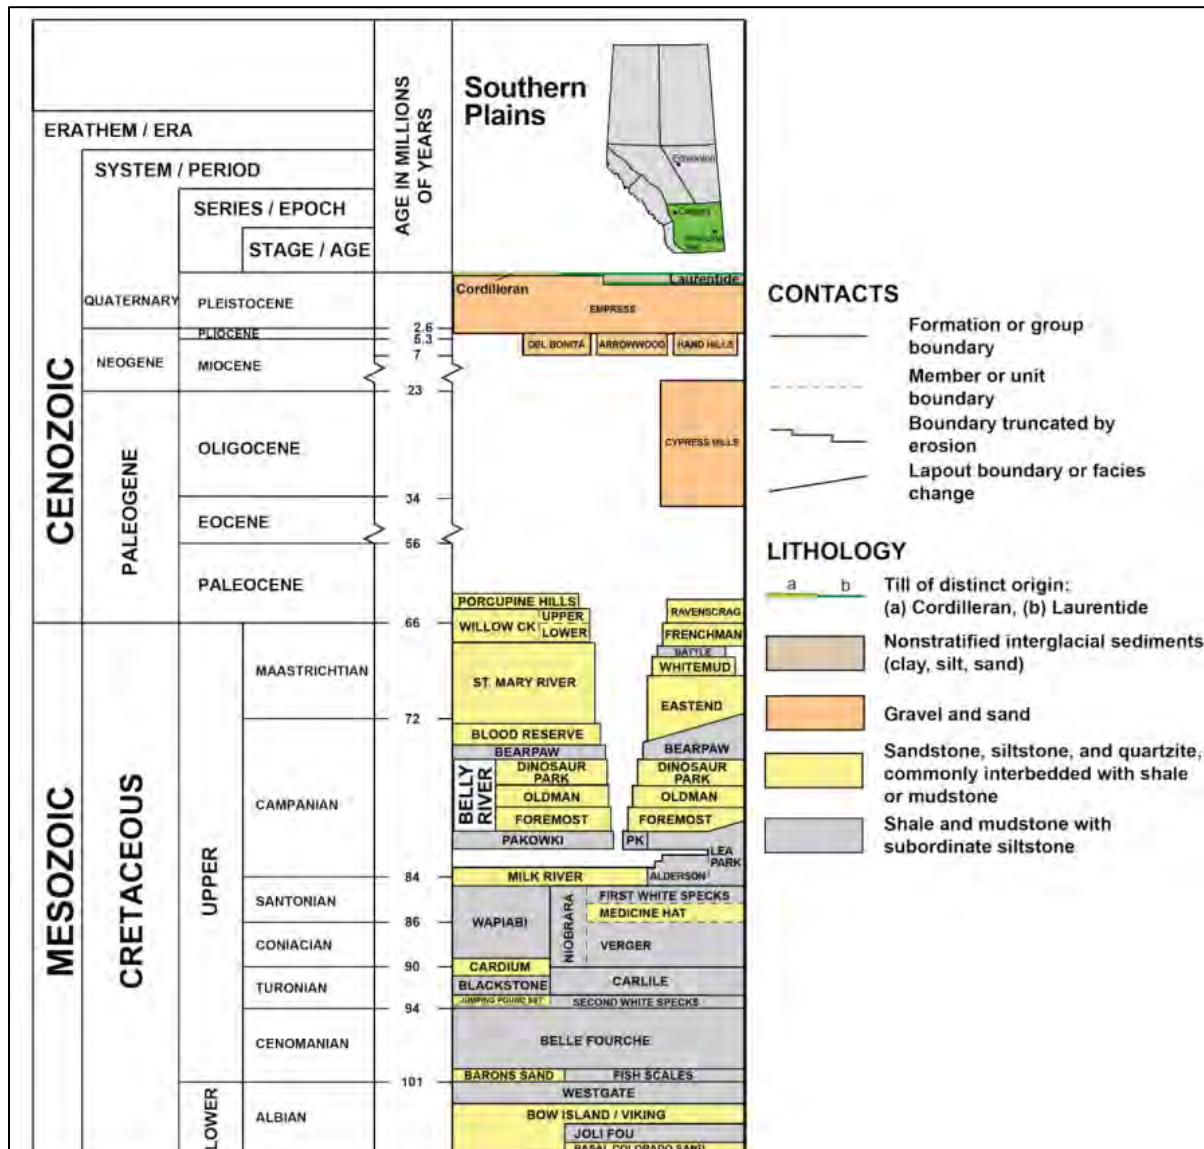 Southern
Plains
Edmonton
Calgary
ERATHEM / ERA
SYSTEM / PERIOD
SERIES / EPOCH
STAGE / AGE
AGE IN MILLIONS
OF YEARS
CENOZOIC
QUATERNARY
PLEISTOCENE
PLIOCENE
NEOGENE
MIOCENE
PALEOGENE
OLIGOCENE
EOCENE
PALEOCENE
MESOZOIC
CRETACEOUS
UPPER
MAASTRICHTIAN
CAMPANIAN
SANTONIAN
CONIACIAN
TURONIAN
CENOMANIAN
LOWER
ALBIAN
2.6
5.3
7
23
34
56
66
72
84
86
90
94
101
Cordilleran
Laurentide
EMPRESS
DEL BONITA
ARROWWOOD
HAND HILLS
CYPRESS HILLS
PORCUPINE HILLS
WILLOW CK
UPPER
LOWER
ST. MARY RIVER
BLOOD RESERVE
BEARPAW
BELLY
RIVER
DINOSAUR
PARK
OLDMAN
FOREMOST
PAKOWKI
MILK RIVER
RAVENSCRAG
FRENCHMAN
BATTLE
WHITEMUD
EASTEND
BEARPAW
DINOSAUR
PARK
OLDMAN
FOREMOST
PK
LEA
PARK
ALDERSON
WAPIABI
NIOBRARA
FIRST WHITE SPECKS
MEDICINE HAT
VERGER
CARDIUM
BLACKSTONE
CARLILE
JUMPING POUND SST
SECOND WHITE SPECKS
BELLE FOURCHE
BARONS SAND
FISH SCALES
WESTGATE
BOW ISLAND / VIKING
JOLI FOU
BASAL COLORADO SAND
CONTACTS
Formation or group
boundary
Member or unit
boundary
Boundary truncated by
erosion
Lapout boundary or facies
change
LITHOLOGY
a b
Till of distinct origin:
(a) Cordilleran, (b) Laurentide
Nonstratified interglacial sediments
(clay, silt, sand)
Gravel and sand
Sandstone, siltstone, and quartzite,
commonly interbedded with shale
or mudstone
Shale and mudstone with
subordinate siltstone